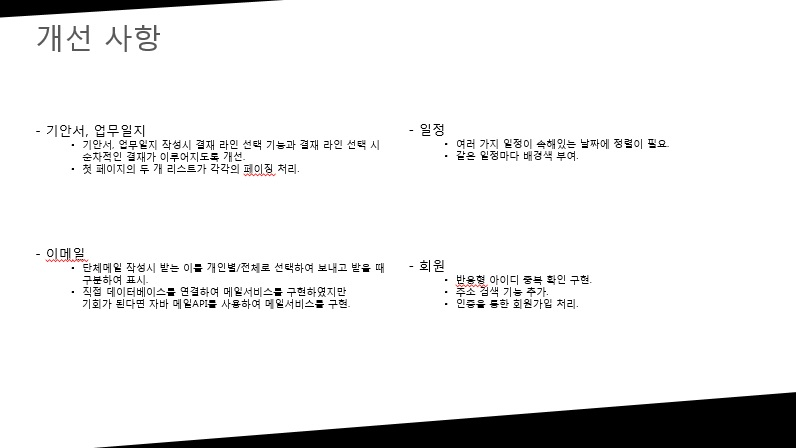 개선 사항
- 기안서, 업무일지
• 기안서, 업무일지 작성시 결재 라인 선택 기능과 결재 라인 선택 시
순차적인 결재가 이루어지도록 개선.
• 첫 페이지의 두 개 리스트가 각각의 페이징 처리.
- 이메일
• 단체메일 작성시 받는 이를 개인별/전체로 선택하여 보내고 받을 때
구분하여 표시.
• 직접 데이터베이스를 연결하여 메일서비스를 구현하였지만
기회가 된다면 자바 메일API를 사용하여 메일서비스를 구현.
- 일정
• 여러 가지 일정이 속해있는 날짜에 정렬이 필요.
• 같은 일정마다 배경색 부여.
- 회원
• 반응형 아이디 중복 확인 구현.
• 주소 검색 기능 추가.
• 인증을 통한 회원가입 처리.